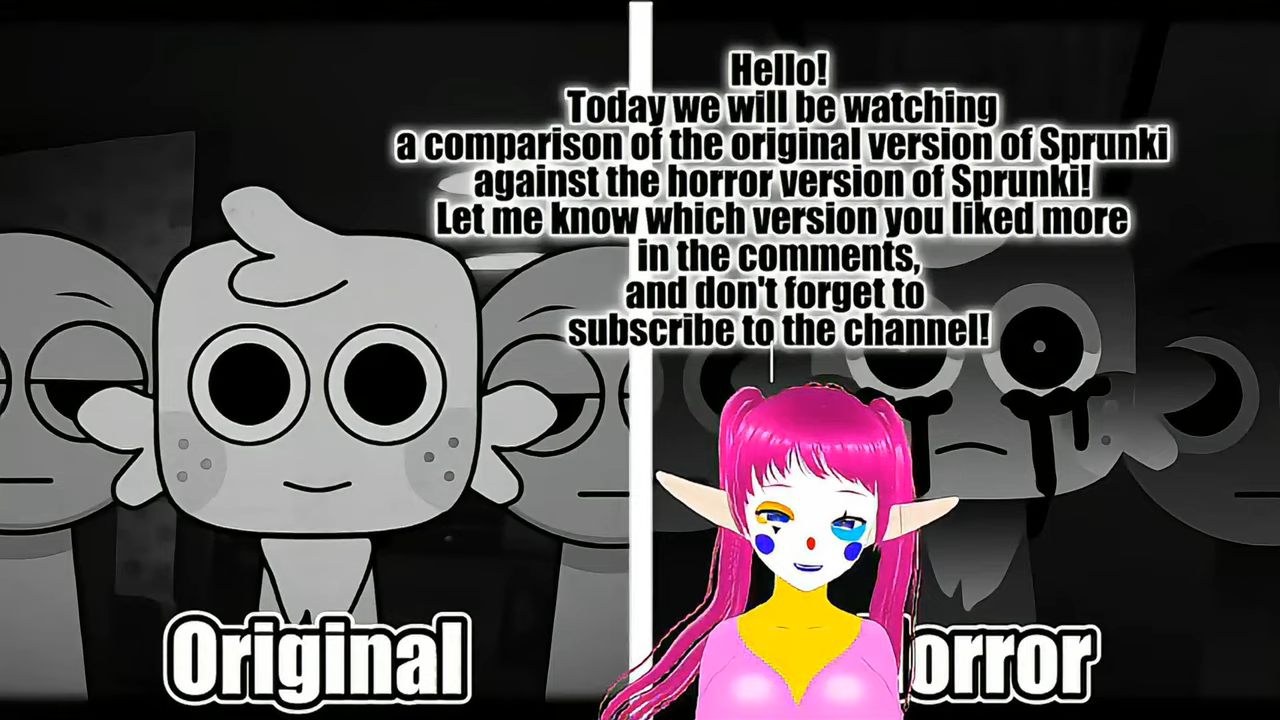 Hello!
Today we will be watching
a comparison of the original version of Sprunki
against the horror version of Sprunki!
Let me know which version you liked more
in the comments,
and don't forget to
subscribe to the channel!
Original
orror